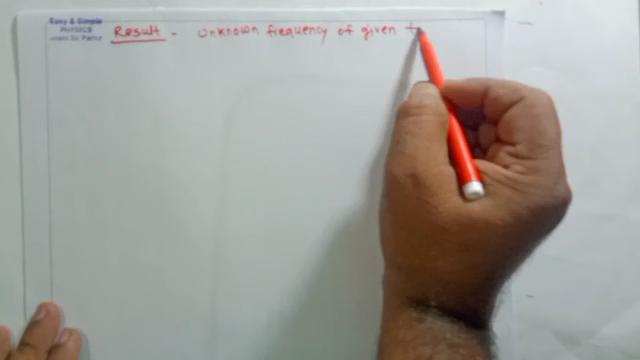 Easy & Simple
PHYSICS
Result - Unknown frequency of given t